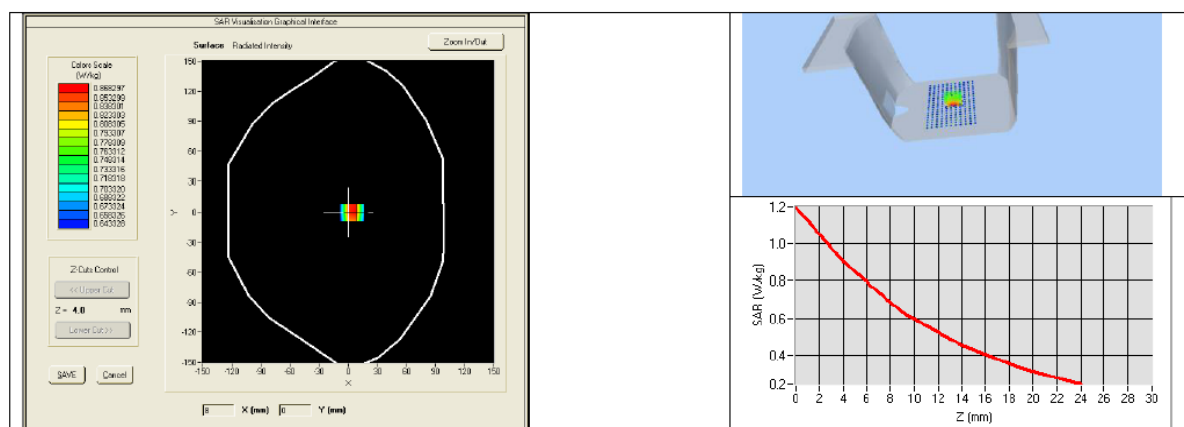 SAR Visualisation Graphical Interface
Surface Radiated Intensity
Zoom In/Out
Colors Scale
(W/kg)
0.868297
0.853299
0.838301
0.823303
0.808305
0.793307
0.778309
0.763312
0.748314
0.733316
0.718318
0.703320
0.688322
0.673324
0.658326
0.643328
Z-Cuts Control
<< Upper Cut
Z = 4.0 mm
Lower Cut >>
SAVE
Cancel
150
120
90
60
30
0
-30
-60
-90
-120
-150
Y
-150 -120 -90 -60 -30 0 30 60 90 120 150
X
8 X (mm) 0 Y (mm)
1.2
1.0
0.8
0.6
0.4
0.2
SAR (W/kg)
0 2 4 6 8 10 12 14 16 18 20 22 24 26 28 30
Z (mm)